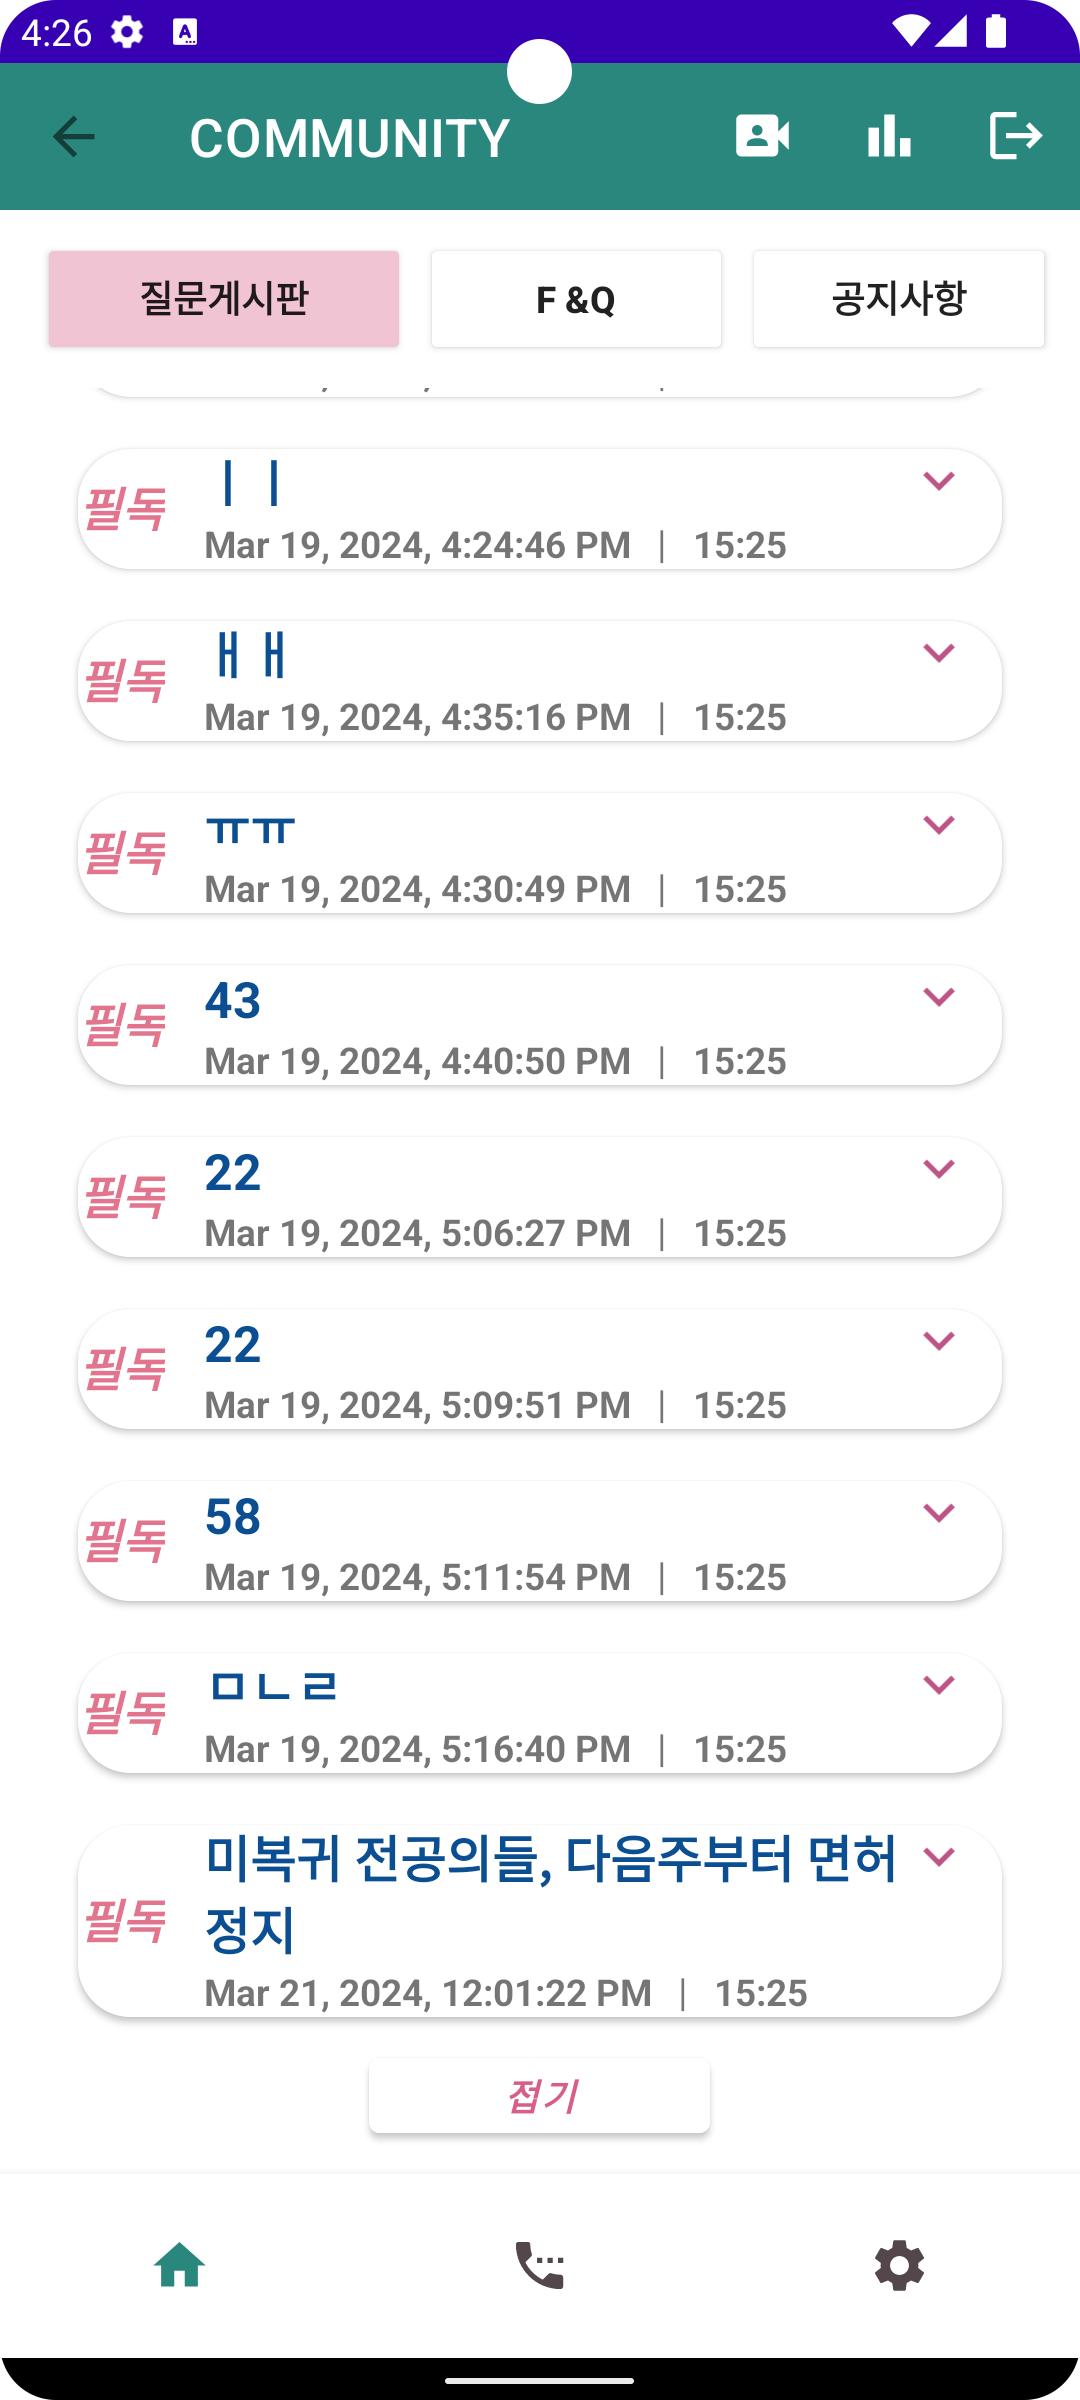 4:26
COMMUNITY
질문게시판
F &Q
공지사항
ㅣㅣ
필독
Mar 19, 2024, 4:24:46 PM | 15:25
ㅐㅐ
필독
Mar 19, 2024, 4:35:16 PM | 15:25
ㅠㅠ
필독
Mar 19, 2024, 4:30:49 PM | 15:25
43
필독
Mar 19, 2024, 4:40:50 PM | 15:25
22
필독
Mar 19, 2024, 5:06:27 PM | 15:25
22
필독
Mar 19, 2024, 5:09:51 PM | 15:25
58
필독
Mar 19, 2024, 5:11:54 PM | 15:25
ㅁㄴㄹ
필독
Mar 19, 2024, 5:16:40 PM | 15:25
미복귀 전공의들, 다음주부터 면허
정지
필독
Mar 21, 2024, 12:01:22 PM | 15:25
접기